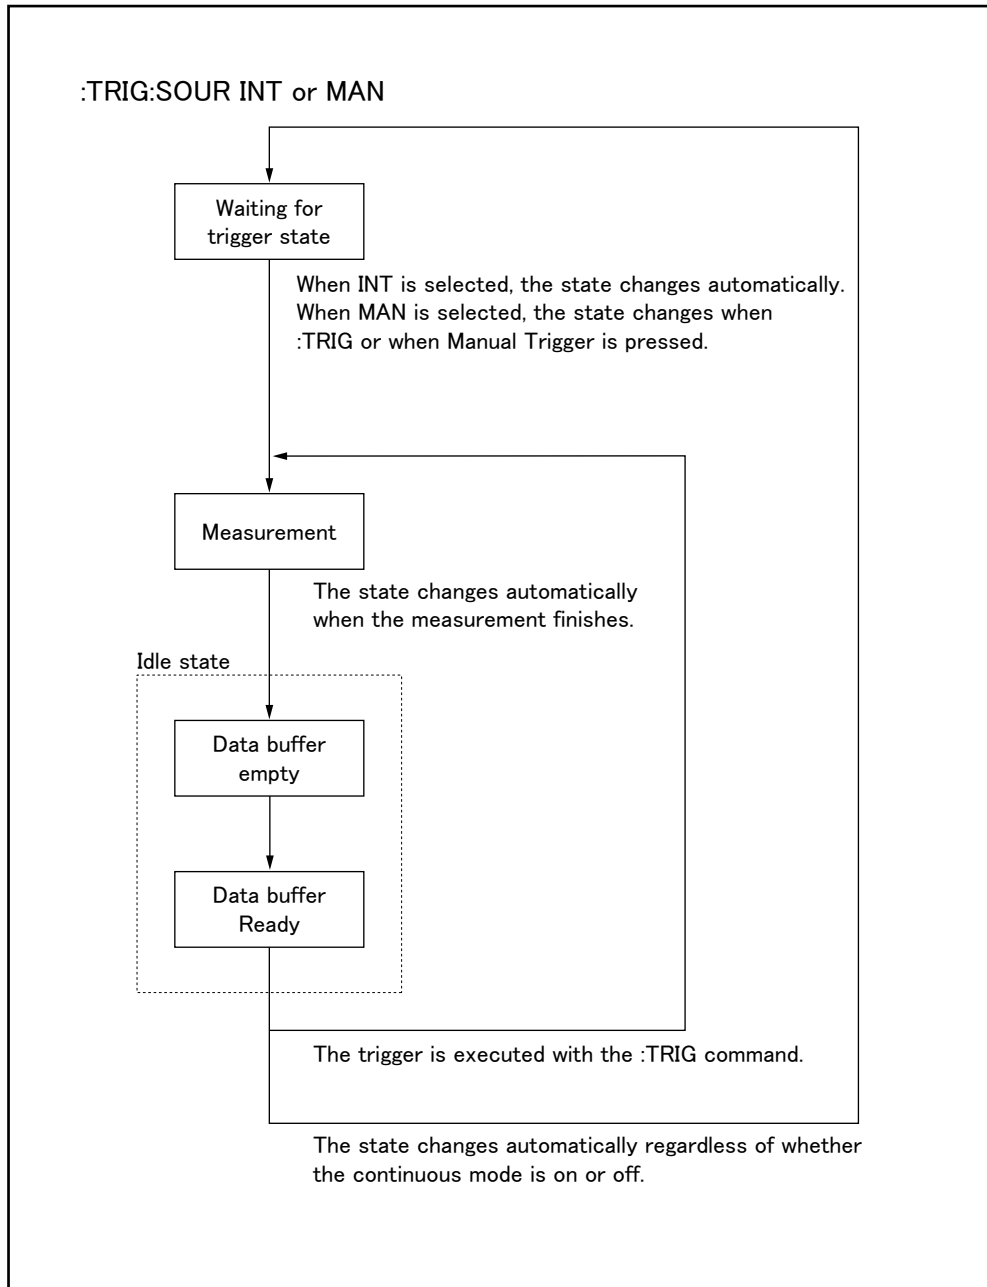 :TRIG:SOUR INT or MAN
Waiting for
trigger state
When INT is selected, the state changes automatically.
When MAN is selected, the state changes when
:TRIG or when Manual Trigger is pressed.
Measurement
The state changes automatically
when the measurement finishes.
Idle state
Data buffer
empty
Data buffer
Ready
The trigger is executed with the :TRIG command.
The state changes automatically regardless of whether
the continuous mode is on or off.